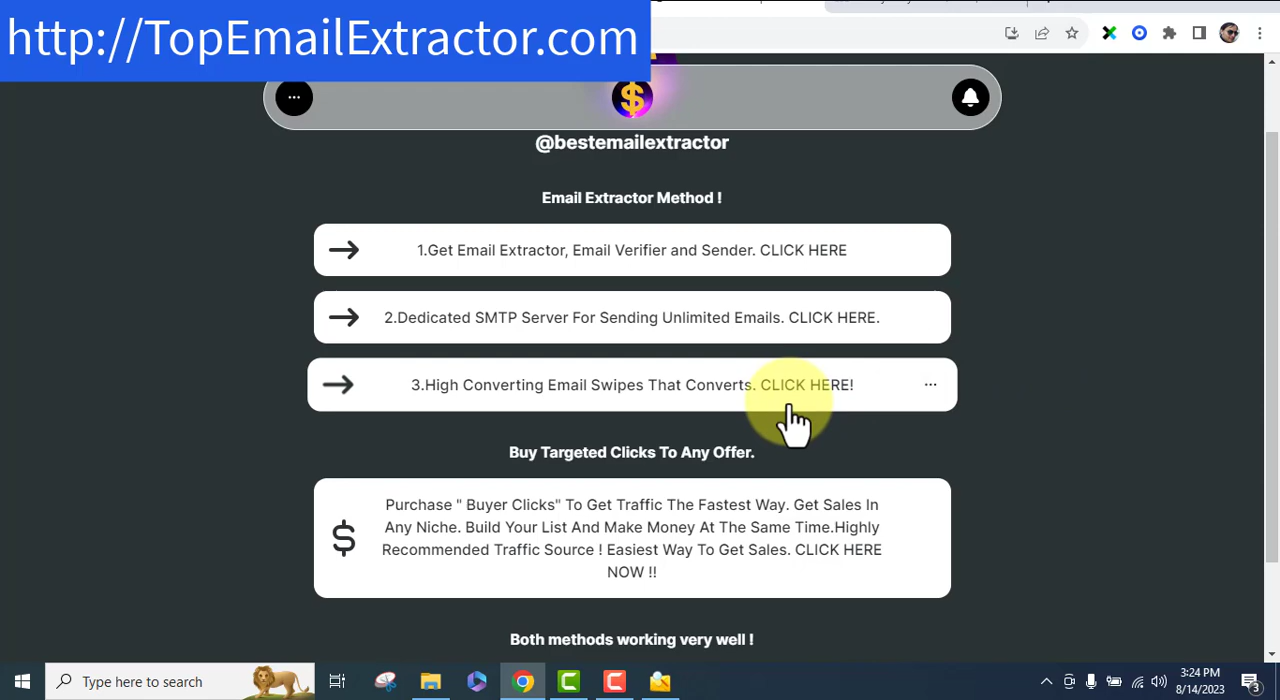 http://TopEmailExtractor.com
@bestemailextractor
Email Extractor Method !
1.Get Email Extractor, Email Verifier and Sender. CLICK HERE
2.Dedicated SMTP Server For Sending Unlimited Emails. CLICK HERE.
3.High Converting Email Swipes That Converts. CLICK HERE!
Buy Targeted Clicks To Any Offer.
Purchase " Buyer Clicks" To Get Traffic The Fastest Way. Get Sales In
Any Niche. Build Your List And Make Money At The Same Time.Highly
Recommended Traffic Source ! Easiest Way To Get Sales. CLICK HERE
NOW !!
Both methods working very well !
Type here to search
3:24 PM
8/14/2023
3